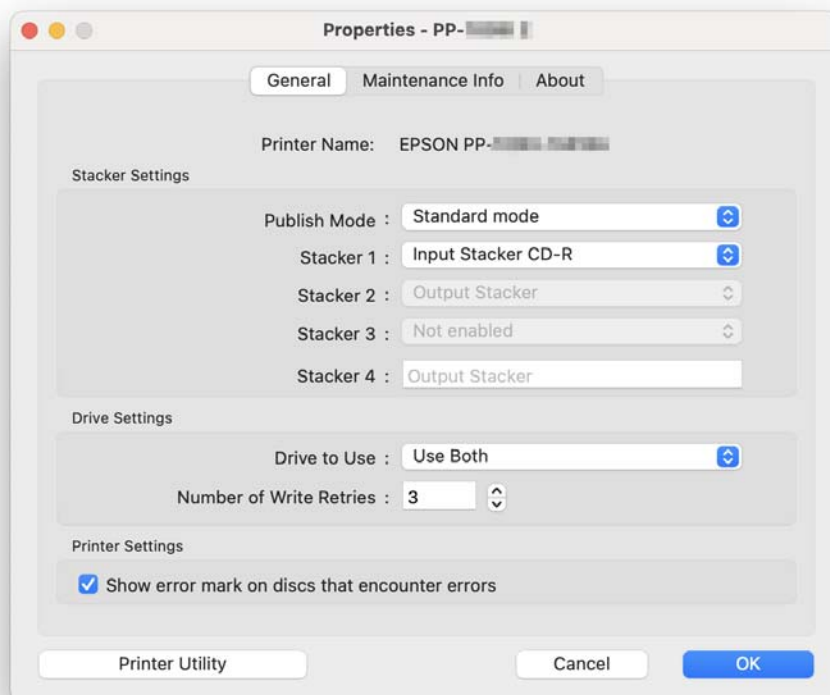 Properties - PP-
General Maintenance Info About
Printer Name: EPSON PP-
Stacker Settings
Publish Mode : Standard mode
Stacker 1 : Input Stacker CD-R
Stacker 2 : Output Stacker
Stacker 3 : Not enabled
Stacker 4 : Output Stacker
Drive Settings
Drive to Use : Use Both
Number of Write Retries : 3
Printer Settings
Show error mark on discs that encounter errors
Printer Utility Cancel OK